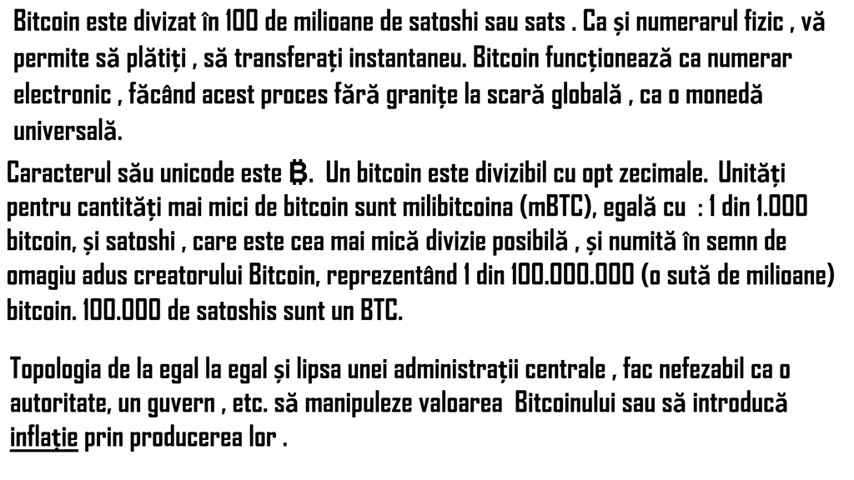 Bitcoin este divizat în 100 de milioane de satoshi sau sats . Ca și numerarul fizic , vă
permite să plătiți , să transferați instantaneu. Bitcoin funcționează ca numerar
electronic , făcând acest proces fără granițe la scară globală , ca o monedă
universală.
Caracterul său unicode este ₿. Un bitcoin este divizibil cu opt zecimale. Unități
pentru cantități mai mici de bitcoin sunt milibitcoina (mBTC), egală cu : 1 din 1.000
bitcoin, și satoshi , care este cea mai mică divizie posibilă , și numită în semn de
omagiu adus creatorului Bitcoin, reprezentând 1 din 100.000.000 (o sută de milioane)
bitcoin. 100.000 de satoshis sunt un BTC.
Topologia de la egal la egal și lipsa unei administrații centrale , fac nefezabil ca o
autoritate, un guvern , etc. să manipuleze valoarea Bitcoinului sau să introducă
inflație prin producerea lor .